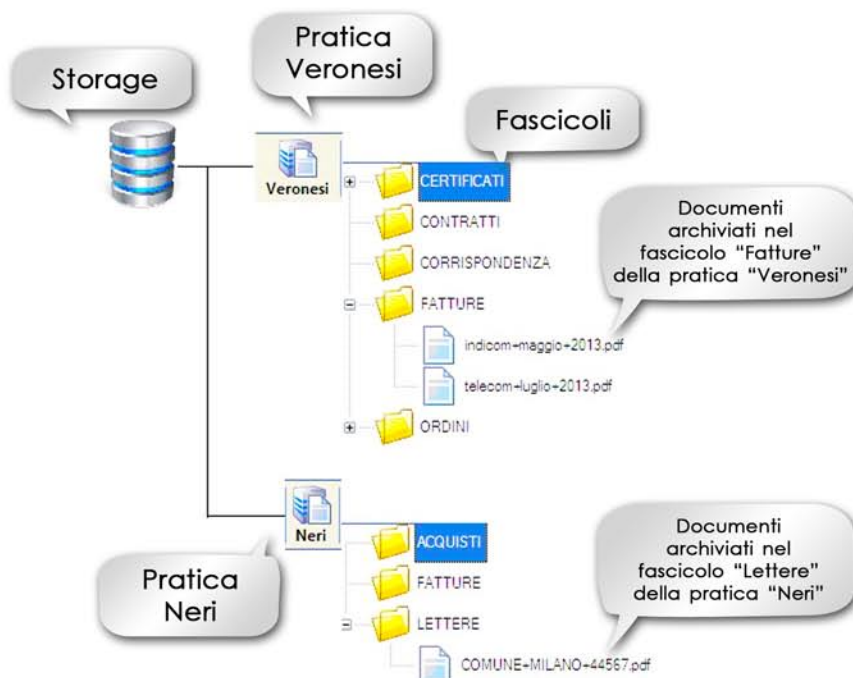 Storage
Pratica
Veronesi
Fascicoli
Veronesi
CERTIFICATI
CONTRATTI
CORRISPONDENZA
FATTURE
indicom+maggio+2013.pdf
telecom+luglio+2013.pdf
ORDINI
Documenti
archiviati nel
fascicolo “Fatture”
della pratica “Veronesi”
Neri
Pratica
Neri
ACQUISTI
FATTURE
LETTERE
COMUNE+MILANO+44567.pdf
Documenti
archiviati nel
fascicolo “Lettere”
della pratica “Neri”